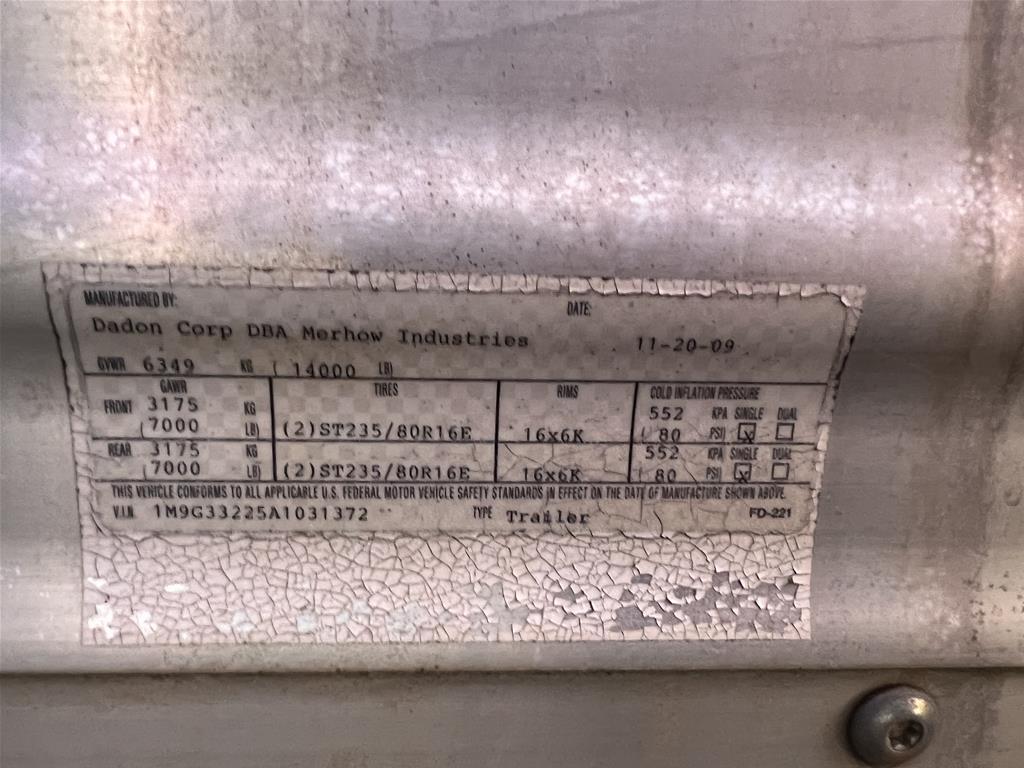 MANUFACTURED BY: DATE:
Dadon Corp DBA Merhow Industries 11-20-09
GVWR 6349 KG ( 14000 LB)
GAWR TIRES RIMS COLD INFLATION PRESSURE
FRONT 3175 KG 552 KPA SINGLE DUAL
(7000 LB) (2)ST235/80R16E 16x6K ( 80 PSI) x
REAR 3175 KG 552 KPA SINGLE DUAL
(7000 LB) (2)ST235/80R16E 16x6K ( 80 PSI) x
THIS VEHICLE CONFORMS TO ALL APPLICABLE U.S. FEDERAL MOTOR VEHICLE SAFETY STANDARDS IN EFFECT ON THE DATE OF MANUFACTURE SHOWN ABOVE.
V.I.N. 1M9G33225A1031372 TYPE Trailer FD-221